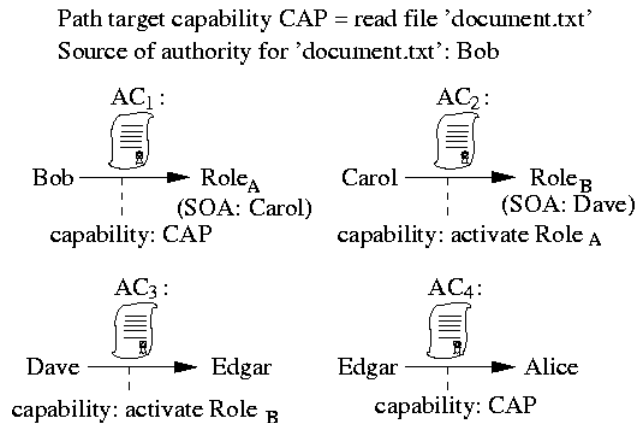 Path target capability CAP = read file 'document.txt'
Source of authority for 'document.txt': Bob
AC1:
Bob
RoleA
(SOA: Carol)
capability: CAP
AC2:
Carol
RoleB
(SOA: Dave)
capability: activate Role A
AC3:
Dave
Edgar
capability: activate Role B
AC4:
Edgar
Alice
capability: CAP